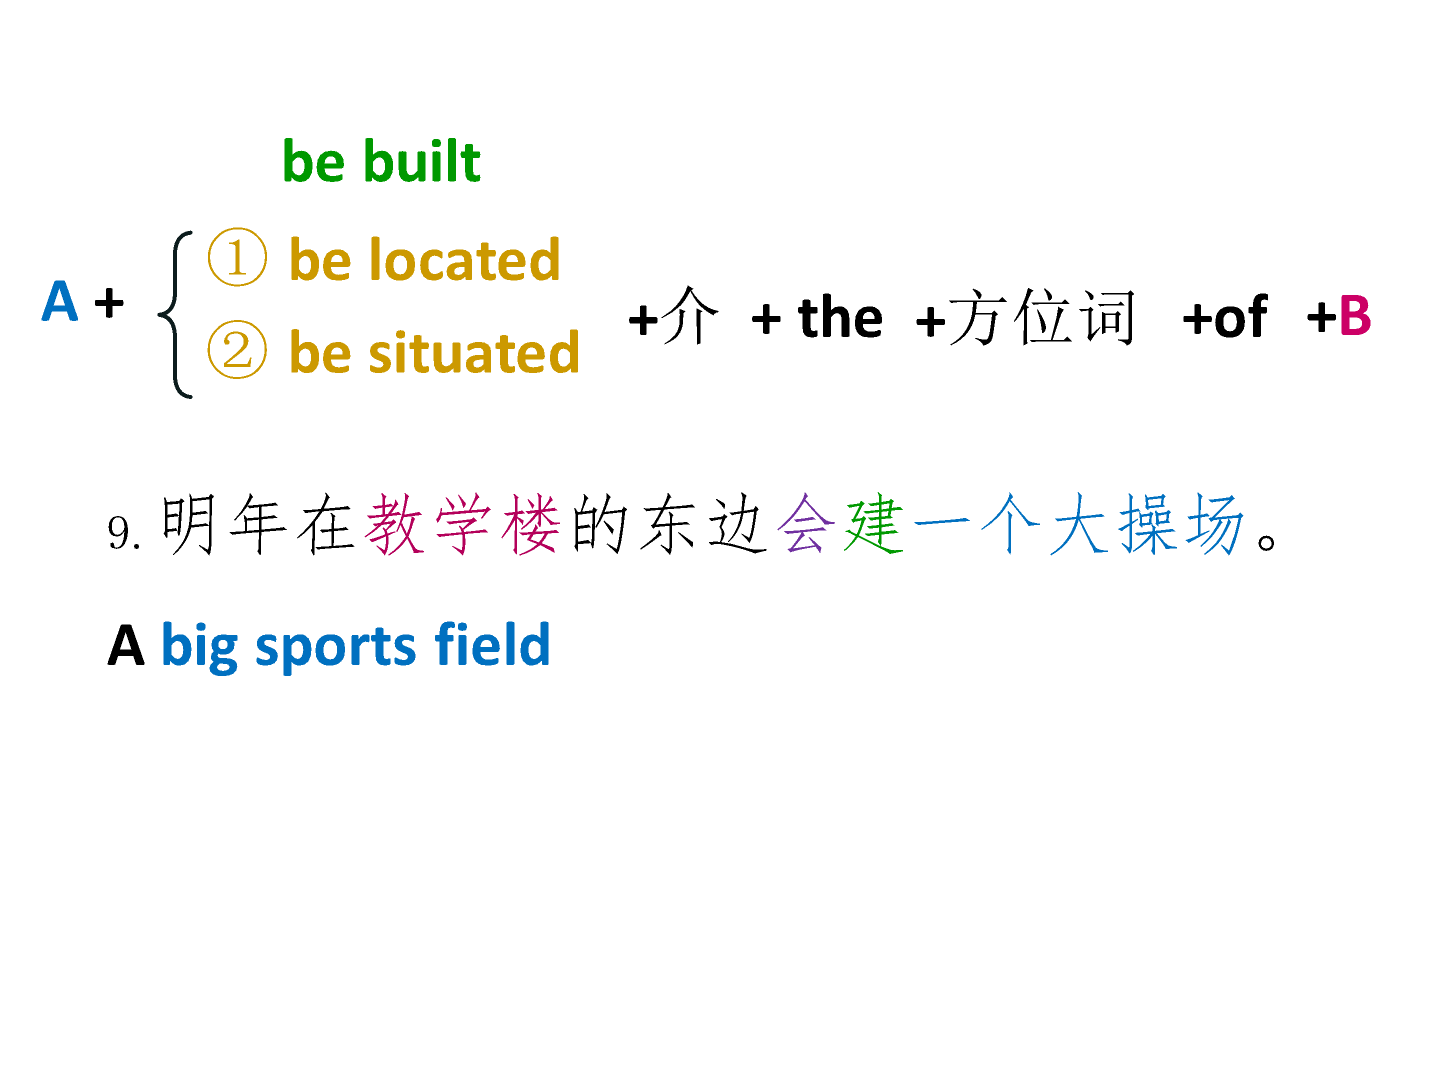 be built
① be located
A +
② be situated
+介 + the +方位词 +of +B
9. 明年在教学楼的东边会建一个大操场。
A big sports field